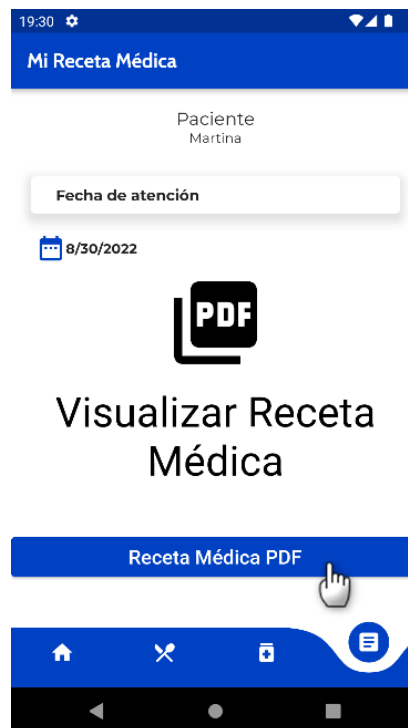 19:30
Mi Receta Médica
Paciente
Martina
Fecha de atención
8/30/2022
PDF
Visualizar Receta
Médica
Receta Médica PDF